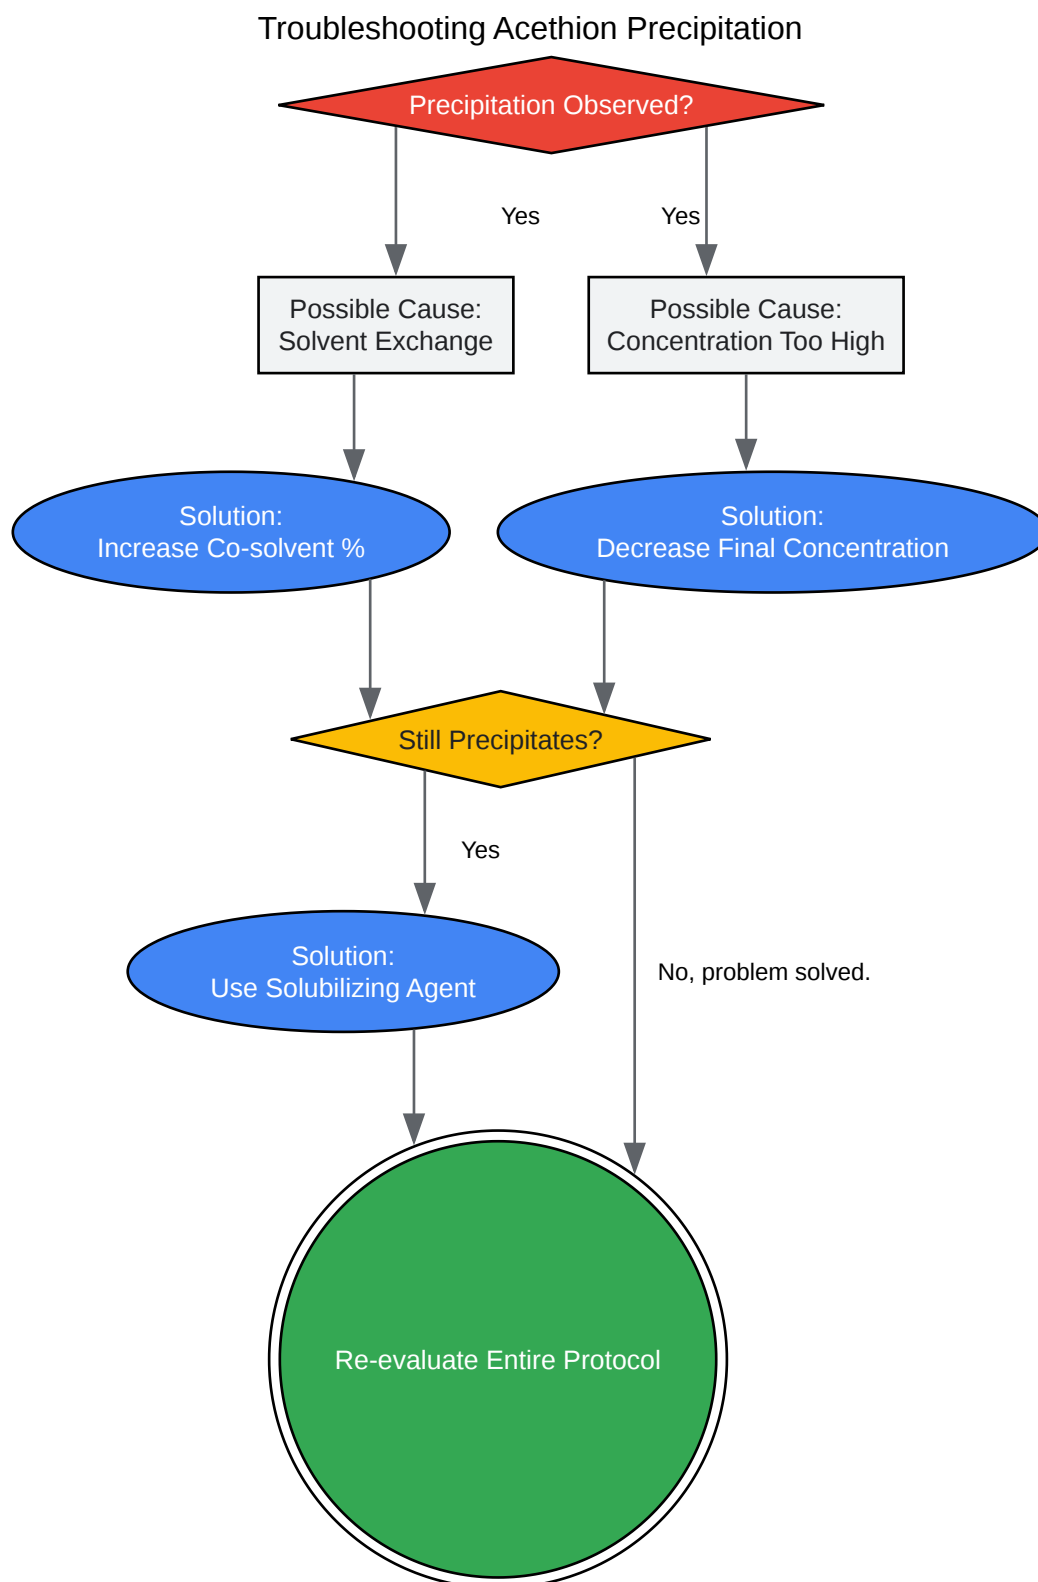 Troubleshooting Acethion Precipitation
Precipitation Observed?
Yes
Yes
Possible Cause:
Solvent Exchange
Possible Cause:
Concentration Too High
Solution:
Increase Co-solvent %
Solution:
Decrease Final Concentration
Still Precipitates?
Yes
Solution:
Use Solubilizing Agent
No, problem solved.
Re-evaluate Entire Protocol